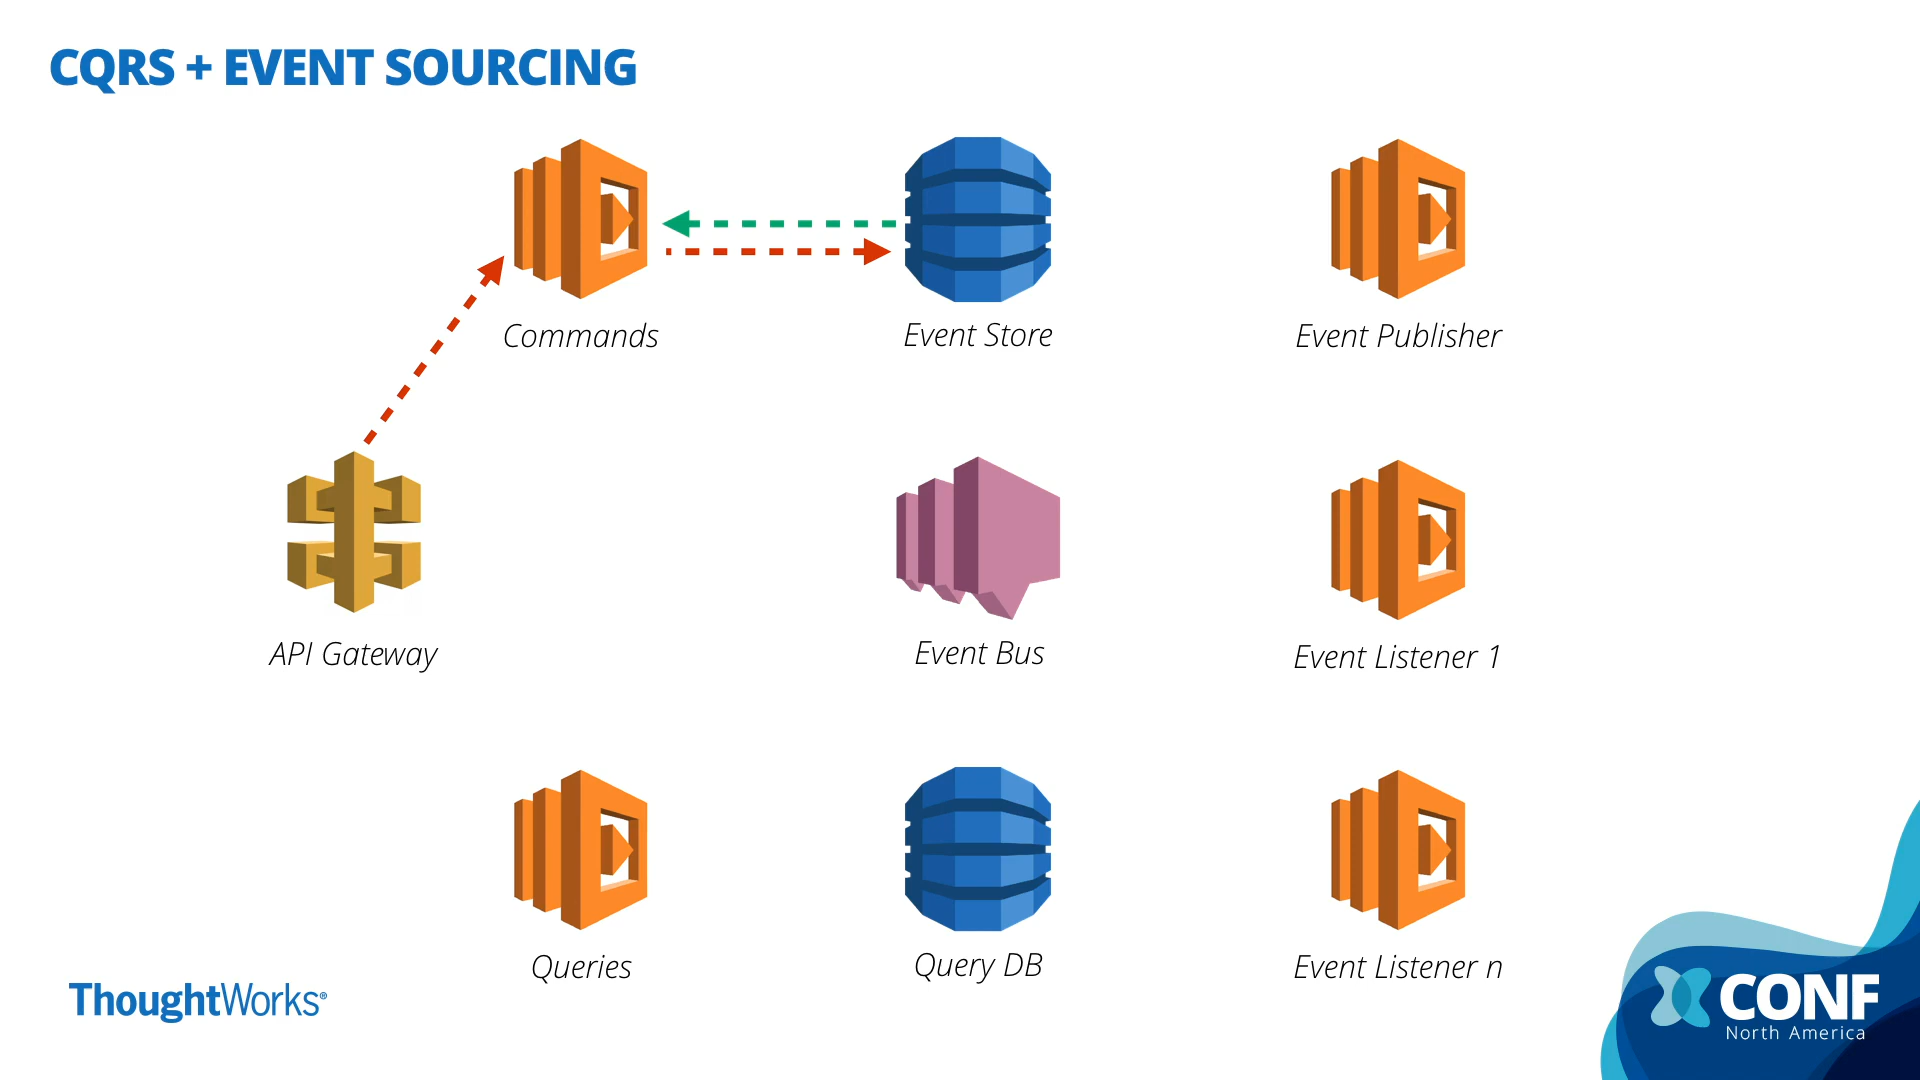 CQRS + EVENT SOURCING
Commands
Event Store
Event Publisher
API Gateway
Event Bus
Event Listener 1
Queries
Query DB
Event Listener n
ThoughtWorks®
XCONF
North America